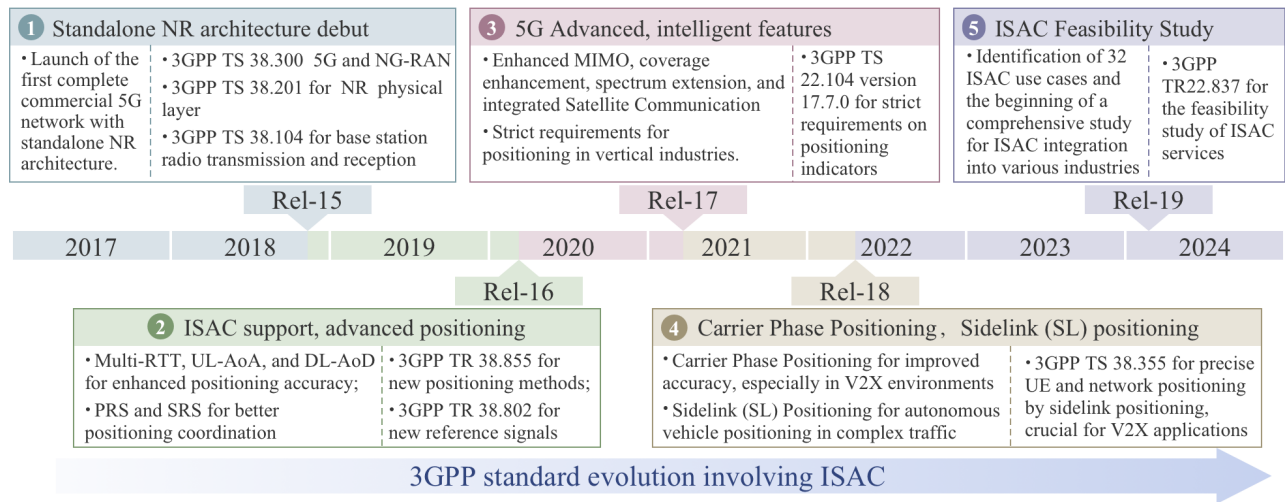 1 Standalone NR architecture debut
• Launch of the
first complete
commercial 5G
network with
standalone NR
architecture.
• 3GPP TS 38.300 5G and NG-RAN
• 3GPP TS 38.201 for NR physical
layer
• 3GPP TS 38.104 for base station
radio transmission and reception
3 5G Advanced, intelligent features
• Enhanced MIMO, coverage
enhancement, spectrum extension, and
integrated Satellite Communication
• Strict requirements for
positioning in vertical industries.
• 3GPP TS
22.104 version
17.7.0 for strict
requirements on
positioning
indicators
5 ISAC Feasibility Study
• Identification of 32
ISAC use cases and
the beginning of a
comprehensive study
for ISAC integration
into various industries
• 3GPP
TR22.837 for
the feasibility
study of ISAC
services
Rel-15
Rel-17
Rel-19
2017
2018
2019
2020
2021
2022
2023
2024
Rel-16
Rel-18
2 ISAC support, advanced positioning
• Multi-RTT, UL-AoA, and DL-AoD
for enhanced positioning accuracy;
• PRS and SRS for better
positioning coordination
• 3GPP TR 38.855 for
new positioning methods;
• 3GPP TR 38.802 for
new reference signals
4 Carrier Phase Positioning, Sidelink (SL) positioning
• Carrier Phase Positioning for improved
accuracy, especially in V2X environments
• Sidelink (SL) Positioning for autonomous
vehicle positioning in complex traffic
• 3GPP TS 38.355 for precise
UE and network positioning
by sidelink positioning,
crucial for V2X applications
3GPP standard evolution involving ISAC